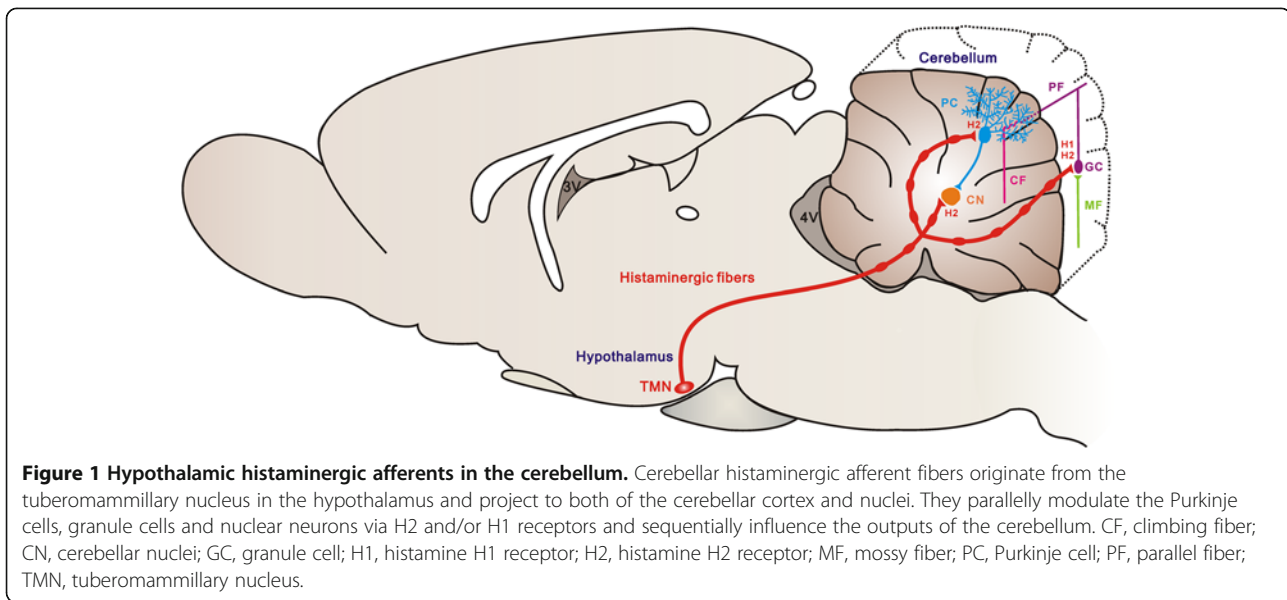 Cerebellum
PF
PC
H2
H1
H2
GC
CF
3V
CN
MF
H2
4V
Histaminergic fibers
Hypothalamus
TMN
Figure 1 Hypothalamic histaminergic afferents in the cerebellum. Cerebellar histaminergic afferent fibers originate from the
tuberomammillary nucleus in the hypothalamus and project to both of the cerebellar cortex and nuclei. They parallelly modulate the Purkinje
cells, granule cells and nuclear neurons via H2 and/or H1 receptors and sequentially influence the outputs of the cerebellum. CF, climbing fiber;
CN, cerebellar nuclei; GC, granule cell; H1, histamine H1 receptor; H2, histamine H2 receptor; MF, mossy fiber; PC, Purkinje cell; PF, parallel fiber;
TMN, tuberomammillary nucleus.